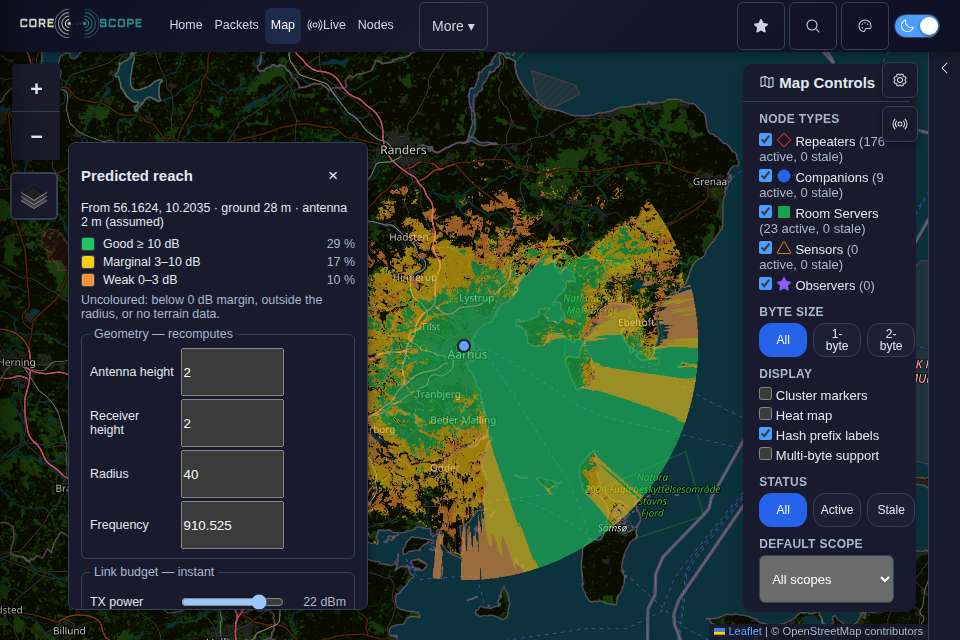 CORE SCOPE
Home Packets Map Live Nodes More ▾
+
−
Predicted reach ×
From 56.1624, 10.2035 · ground 28 m · antenna
2 m (assumed)
Good ≥ 10 dB 29 %
Marginal 3–10 dB 17 %
Weak 0–3 dB 10 %
Uncoloured: below 0 dB margin, outside the
radius, or no terrain data.
Geometry — recomputes
Antenna height 2
Receiver
height 2
Radius 40
Frequency 910.525
Link budget — instant
TX power 22 dBm
Randers
Grenaa
Hadsten
Hinnerup
Lystrup
Tilst
Ebeltoft
Aarhus
Tranbjerg
Beder-Malling
Odder
Natura
Stavns
Fjord
Samsø
Herning
Billund
Map Controls
NODE TYPES
Repeaters (176
active, 0 stale)
Companions (9
active, 0 stale)
Room Servers
(23 active, 0 stale)
Sensors (0
active, 0 stale)
Observers (0)
BYTE SIZE
All
1-
byte
2-
byte
DISPLAY
Cluster markers
Heat map
Hash prefix labels
Multi-byte support
STATUS
All Active Stale
DEFAULT SCOPE
All scopes
Leaflet | © OpenStreetMap contributors